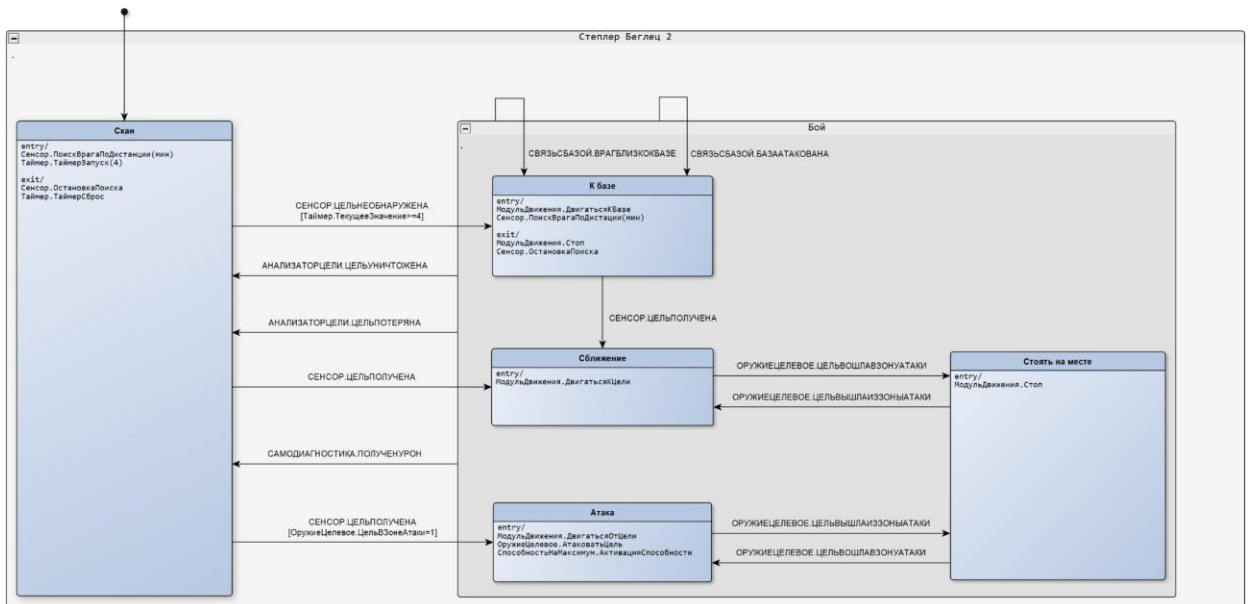 Степлер Беглец 2
Скан
entry/
Сенсор.ПоискВрагаПоДистанции(мин)
Таймер.ТаймерЗапуск(4)
exit/
Сенсор.ОстановкаПоиска
Таймер.ТаймерСброс
СЕНСОР.ЦЕЛЬНЕОБНАРУЖЕНА
[Таймер.ТекущееЗначение>=4]
АНАЛИЗАТОРЦЕЛИ.ЦЕЛЬУНИЧТОЖЕНА
АНАЛИЗАТОРЦЕЛИ.ЦЕЛЬПОТЕРЯНА
СЕНСОР.ЦЕЛЬПОЛУЧЕНА
САМОДИАГНОСТИКА.ПОЛУЧЕНУРОН
СЕНСОР.ЦЕЛЬПОЛУЧЕНА
[ОружиеЦелевое.ЦельВЗонеАтаки=1]
Бой
СВЯЗЬСБАЗОЙ.ВРАГБЛИЗКОКБАЗЕ
СВЯЗЬСБАЗОЙ.БАЗААТАКОВАНА
К базе
entry/
МодульДвижения.ДвигатьсяКБазе
Сенсор.ПоискВрагаПоДистации(мин)
exit/
МодульДвижения.Стоп
Сенсор.ОстановкаПоиска
СЕНСОР.ЦЕЛЬПОЛУЧЕНА
Сближение
entry/
МодульДвижения.ДвигатьсяКЦели
ОРУЖИЕЦЕЛЕВОЕ.ЦЕЛЬВОШЛАВЗОНУАТАКИ
ОРУЖИЕЦЕЛЕВОЕ.ЦЕЛЬВЫШЛАИЗЗОНЫАТАКИ
Стоять на месте
entry/
МодульДвижения.Стоп
Атака
entry/
МодульДвижения.ДвигатьсяОтЦели
ОружиеЦелевое.АтаковатьЦель
СпособностьНаМаксимум.АктивацияСпособности
ОРУЖИЕЦЕЛЕВОЕ.ЦЕЛЬВЫШЛАИЗЗОНЫАТАКИ
ОРУЖИЕЦЕЛЕВОЕ.ЦЕЛЬВОШЛАВЗОНУАТАКИ